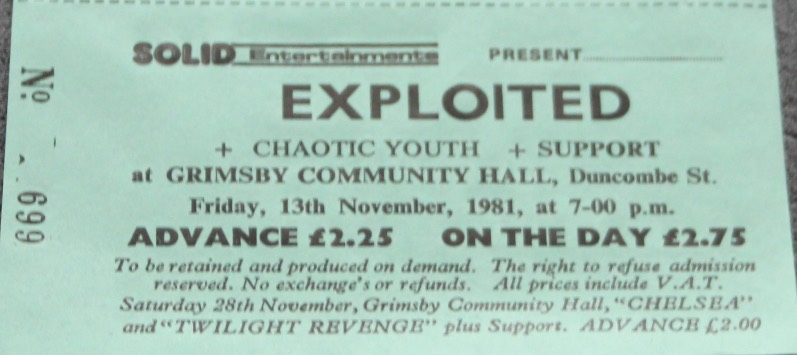 SOLID Entertainments PRESENT
EXPLOITED
+ CHAOTIC YOUTH + SUPPORT
at GRIMSBY COMMUNITY HALL, Duncombe St.
Friday, 13th November, 1981, at 7-00 p.m.
ADVANCE £2.25 ON THE DAY £2.75
To be retained and produced on demand. The right to refuse admission
reserved. No exchange's or refunds. All prices include V.A.T.
Saturday 28th November, Grimsby Community Hall, "CHELSEA"
and "TWILIGHT REVENGE" plus Support. ADVANCE £2.00
No. 699